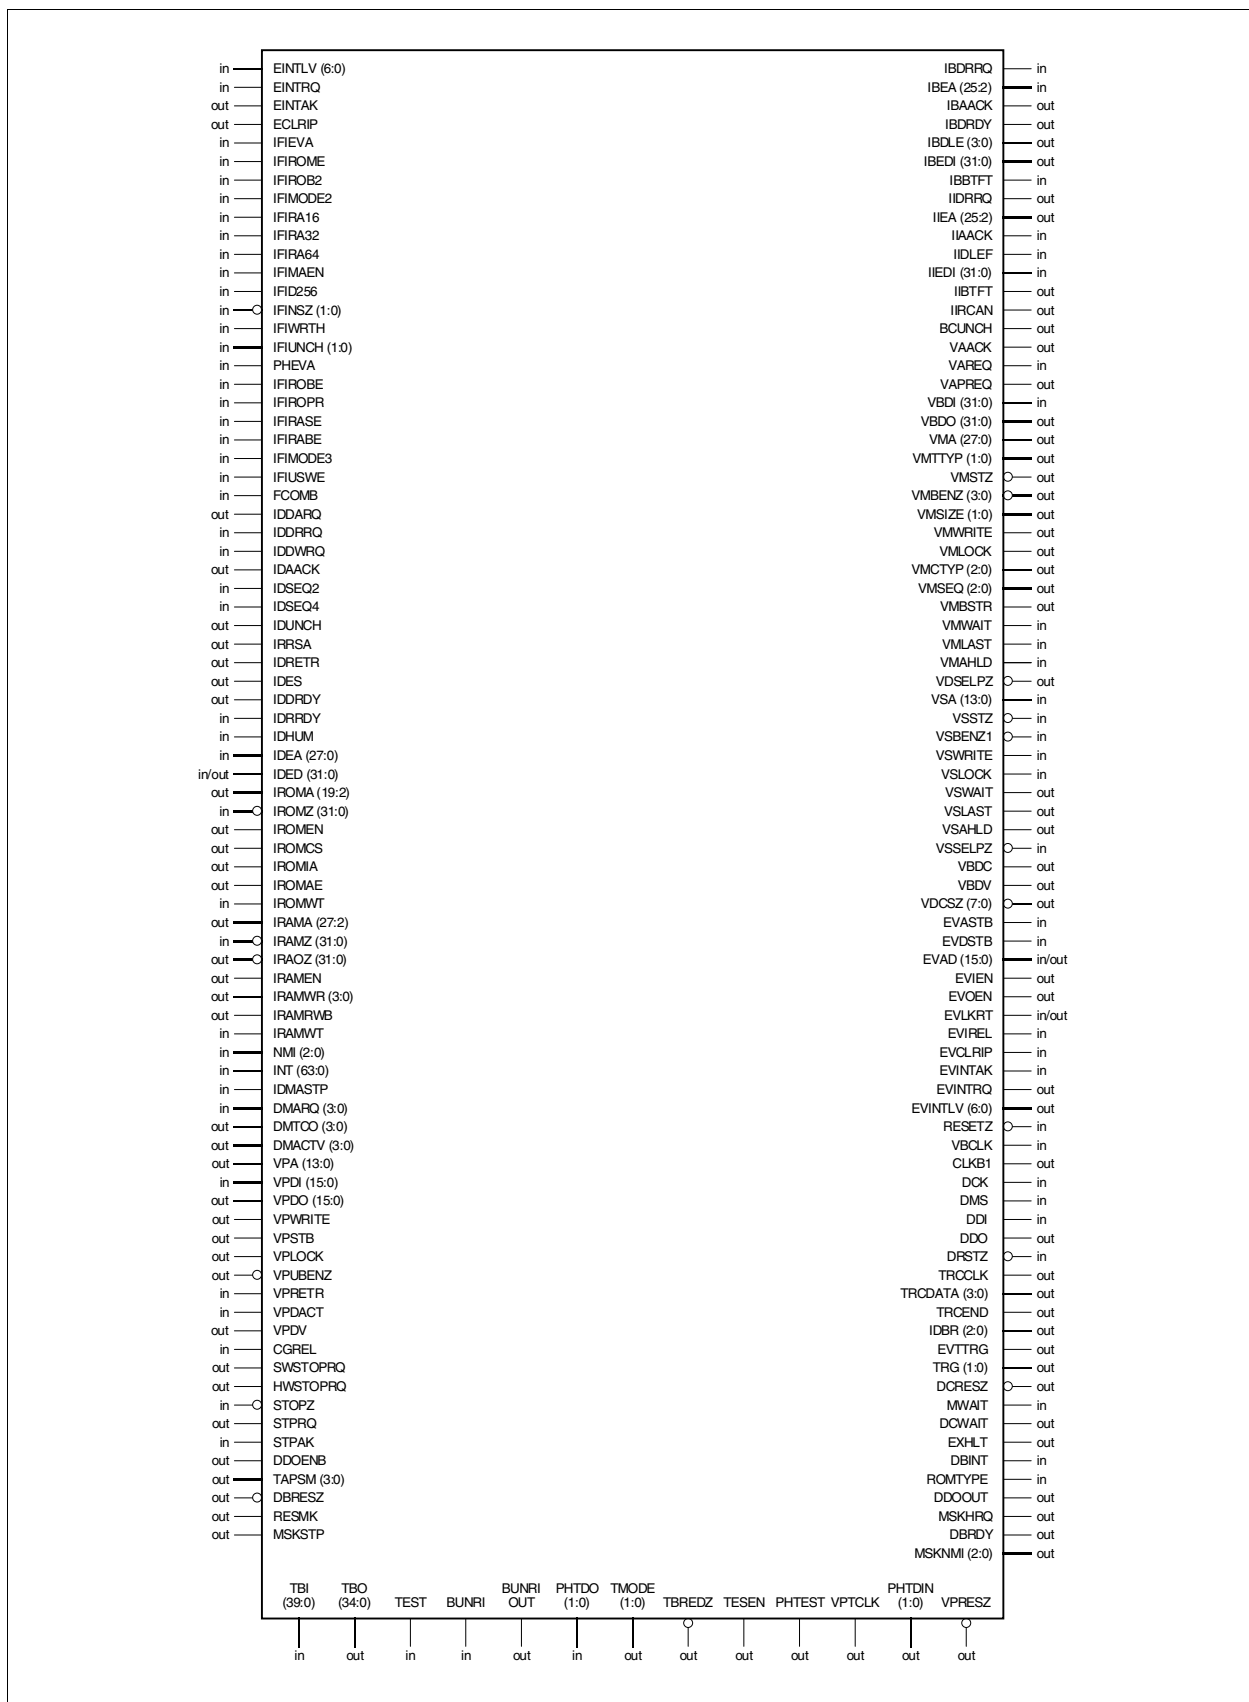 in EINTLV (6:0) IBDRRQ in
in EINTRQ IBEA (25:2) in
out EINTAK IBAACK out
out ECLRIP IBDRDY out
in IFIEVA IBDLE (3:0) out
in IFIROME IBEDI (31:0) out
in IFIROB2 IBBTFT in
in IFIMODE2 IIDRRQ out
in IFIRA16 IIEA (25:2) out
in IFIRA32 IIAACK in
in IFIRA64 IIDLEF in
in IFIMAEN IIEDI (31:0) in
in IFID256 IIBTFT out
in IFINSZ (1:0) IIRCAN out
in IFIWRTH BCUNCH out
in IFIUNCH (1:0) VAACK out
in PHEVA VAREQ in
in IFIROBE VAPREQ out
in IFIROPR VBDI (31:0) in
in IFIRASE VBDO (31:0) out
in IFIRABE VMA (27:0) out
in IFIMODE3 VMTTYP (1:0) out
in IFIUSWE VMSTZ out
in FCOMB VMBENZ (3:0) out
out IDDARQ VMSIZE (1:0) out
in IDDRRQ VMWRITE out
in IDDWRQ VMLOCK out
out IDAACK VMCTYP (2:0) out
in IDSEQ2 VMSEQ (2:0) out
in IDSEQ4 VMBSTR out
out IDUNCH VMWAIT in
out IRRSA VMLAST in
out IDRETR VMAHLD in
out IDES VDSELPZ out
out IDDRDY VSA (13:0) in
in IDRRDY VSSTZ in
in IDHUM VSBENZ1 in
in IDEA (27:0) VSWRITE in
in/out IDED (31:0) VSLOCK in
out IROMA (19:2) VSWAIT out
in IROMZ (31:0) VSLAST out
out IROMEN VSAHLD out
out IROMCS VSSELPZ in
out IROMIA VBDC out
out IROMAE VBDV out
in IROMWT VDCSZ (7:0) out
out IRAMA (27:2) EVASTB in
in IRAMZ (31:0) EVDSTB in
out IRAOZ (31:0) EVAD (15:0) in/out
out IRAMEN EVIEN out
out IRAMWR (3:0) EVOEN out
out IRAMRWB EVLKRT in/out
in IRAMWT EVIREL in
in NMI (2:0) EVCLRIP in
in INT (63:0) EVINTAK in
in IDMASTP EVINTRQ out
in DMARQ (3:0) EVINTLV (6:0) out
out DMTCO (3:0) RESETZ in
out DMACTV (3:0) VBCLK in
out VPA (13:0) CLKB1 out
in VPDI (15:0) DCK in
out VPDO (15:0) DMS in
out VPWRITE DDI in
out VPSTB DDO out
out VPLOCK DRSTZ in
out VPUBENZ TRCCLK out
in VPRETR TRCDATA (3:0) out
in VPDACT TRCEND out
out VPDV IDBR (2:0) out
in CGREL EVTTRG out
out SWSTOPRQ TRG (1:0) out
out HWSTOPRQ DCRESZ out
in STOPZ MWAIT in
out STPRQ DCWAIT out
in STPAK EXHLT out
out DDOENB DBINT in
out TAPSM (3:0) ROMTYPE in
out DBRESZ DDOOUT out
out RESMK MSKHRQ out
out MSKSTP DBRDY out
MSKNMI (2:0) out
TBI TBO BUNRI PHTDO TMODE PHTDIN
(39:0) (34:0) TEST BUNRI OUT (1:0) (1:0) TBREDZ TESEN PHTEST VPTCLK (1:0) VPRESZ
in out in in out in out out out out out out out